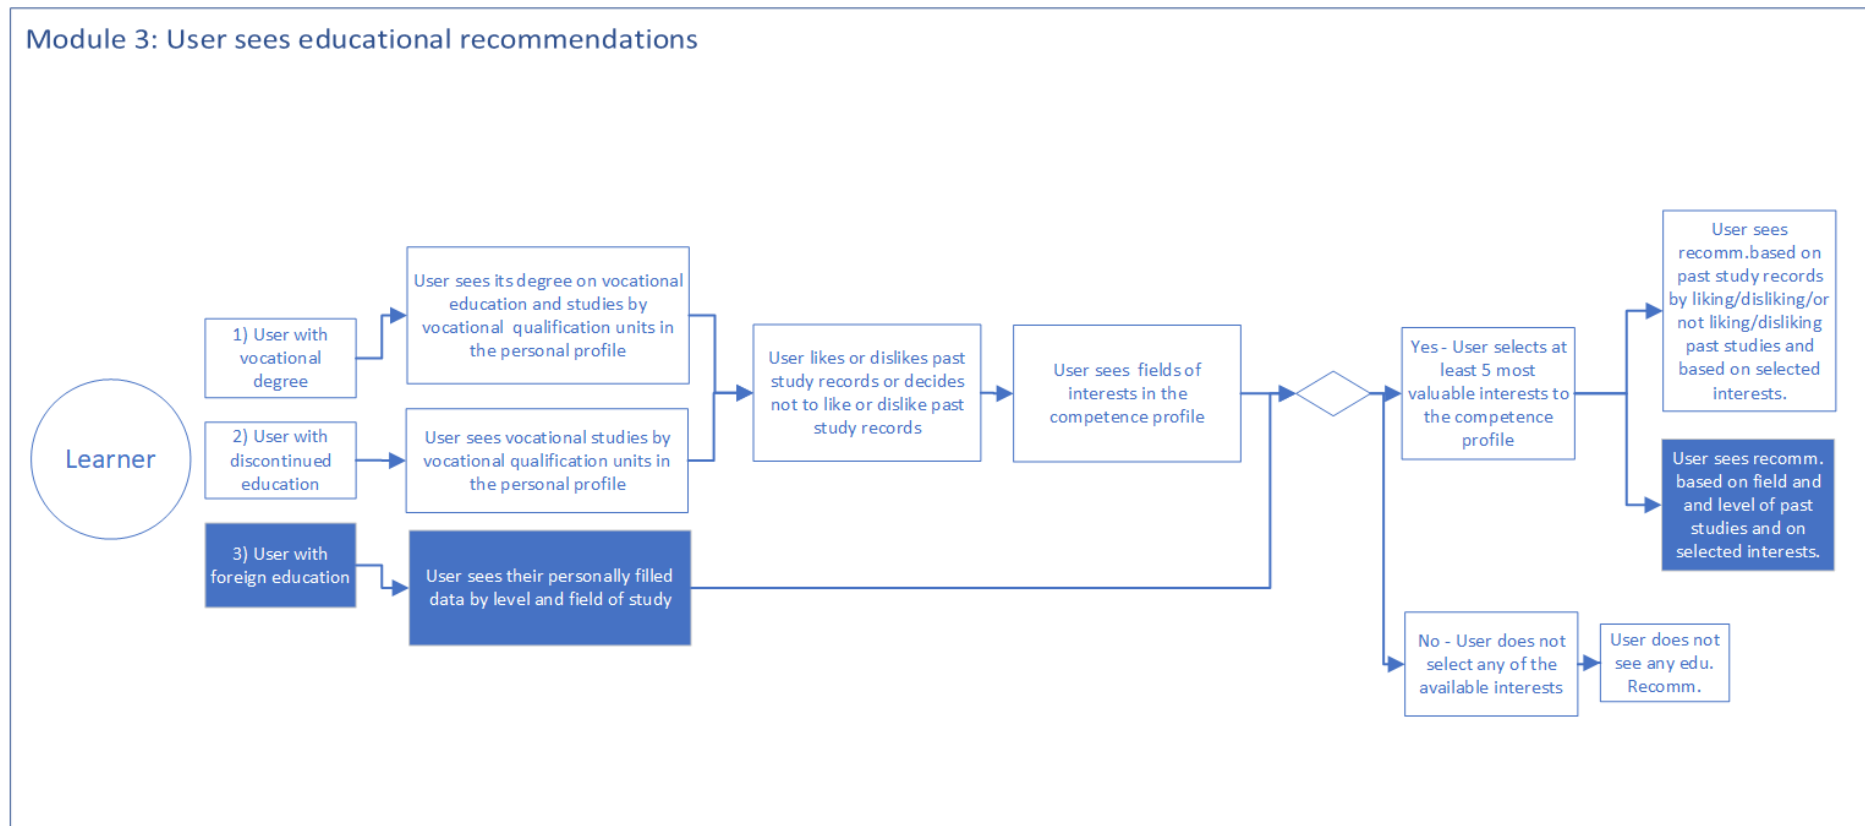 Module 3: User sees educational recommendations
Learner
1) User with
vocational
degree
2) User with
discontinued
education
3) User with
foreign education
User sees its degree on vocational
education and studies by
vocational qualification units in
the personal profile
User sees vocational studies by
vocational qualification units in
the personal profile
User sees their personally filled
data by level and field of study
User likes or dislikes past
study records or decides
not to like or dislike past
study records
User sees fields of
interests in the
competence profile
Yes - User selects at
least 5 most
valuable interests to
the competence
profile
No - User does not
select any of the
available interests
User sees
recomm.based on
past study records
by liking/disliking/or
not liking/disliking
past studies and
based on selected
interests.
User sees recomm.
based on field and
and level of past
studies and on
selected interests.
User does not
see any edu.
Recomm.